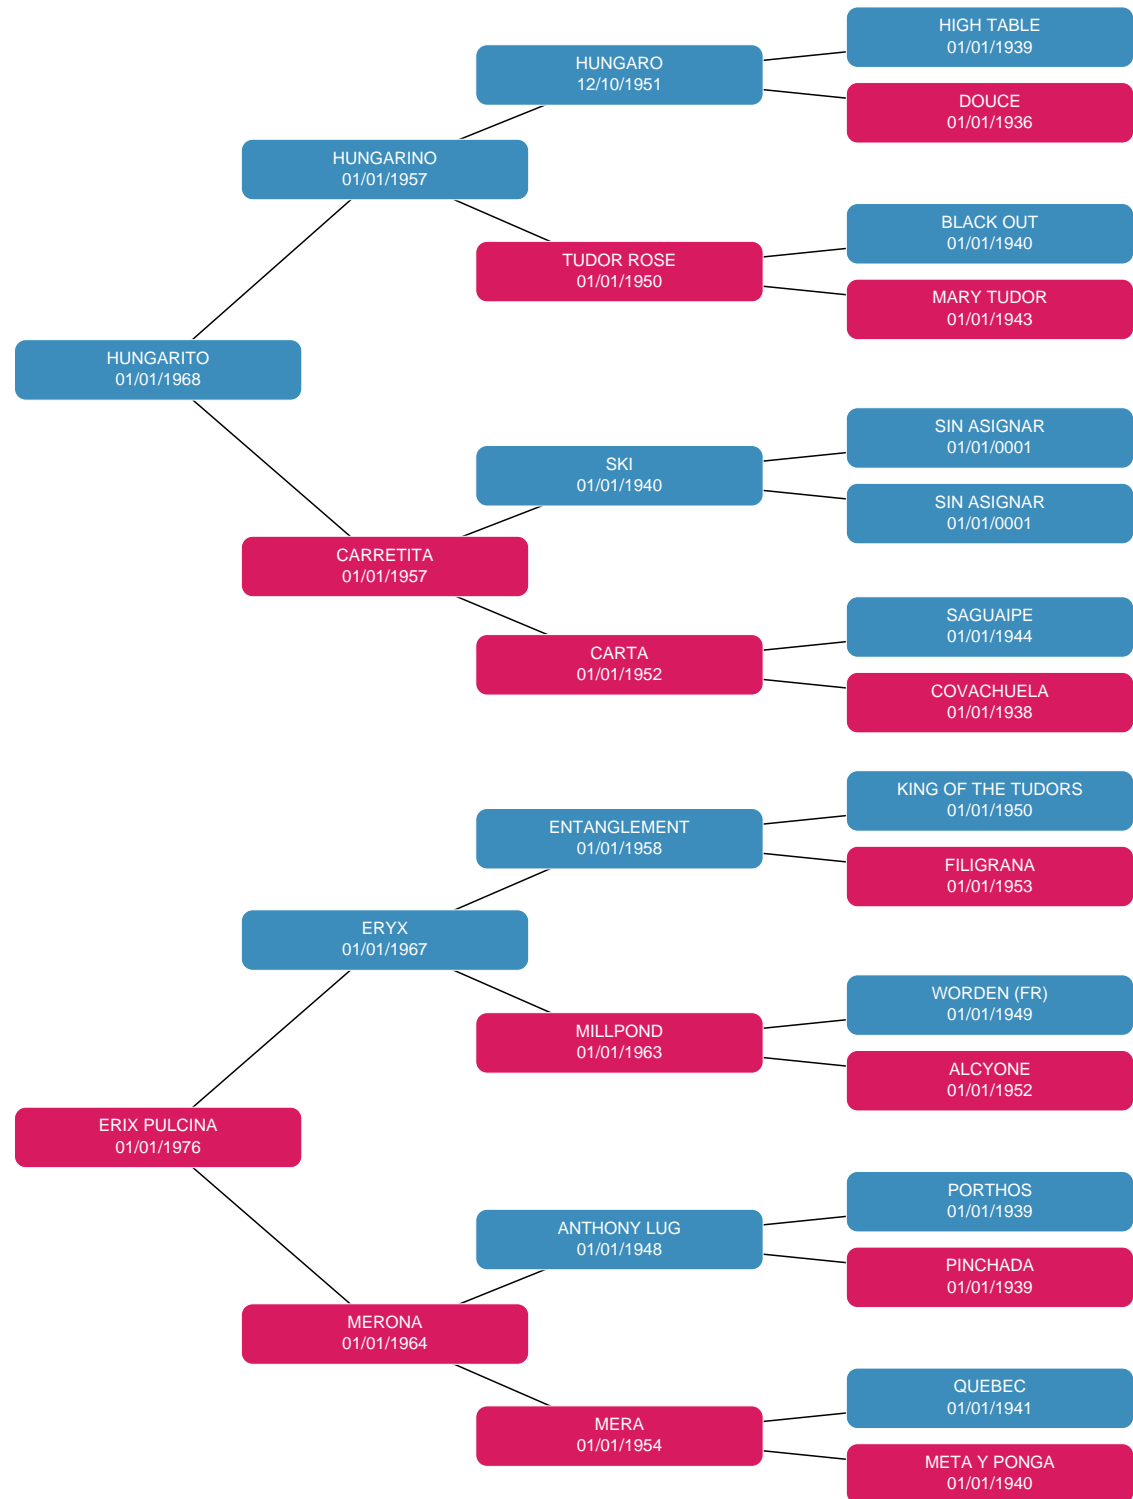 HIGH TABLE
01/01/1939
HUNGARO
12/10/1951
DOUCE
01/01/1936
HUNGARINO
01/01/1957
BLACK OUT
01/01/1940
TUDOR ROSE
01/01/1950
MARY TUDOR
01/01/1943
HUNGARITO
01/01/1968
SIN ASIGNAR
01/01/0001
SKI
01/01/1940
SIN ASIGNAR
01/01/0001
CARRETITA
01/01/1957
SAGUAIPE
01/01/1944
CARTA
01/01/1952
COVACHUELA
01/01/1938
KING OF THE TUDORS
01/01/1950
ENTANGLEMENT
01/01/1958
FILIGRANA
01/01/1953
ERYX
01/01/1967
WORDEN (FR)
01/01/1949
MILLPOND
01/01/1963
ALCYONE
01/01/1952
ERIX PULCINA
01/01/1976
PORTHOS
01/01/1939
ANTHONY LUG
01/01/1948
PINCHADA
01/01/1939
MERONA
01/01/1964
QUEBEC
01/01/1941
MERA
01/01/1954
META Y PONGA
01/01/1940